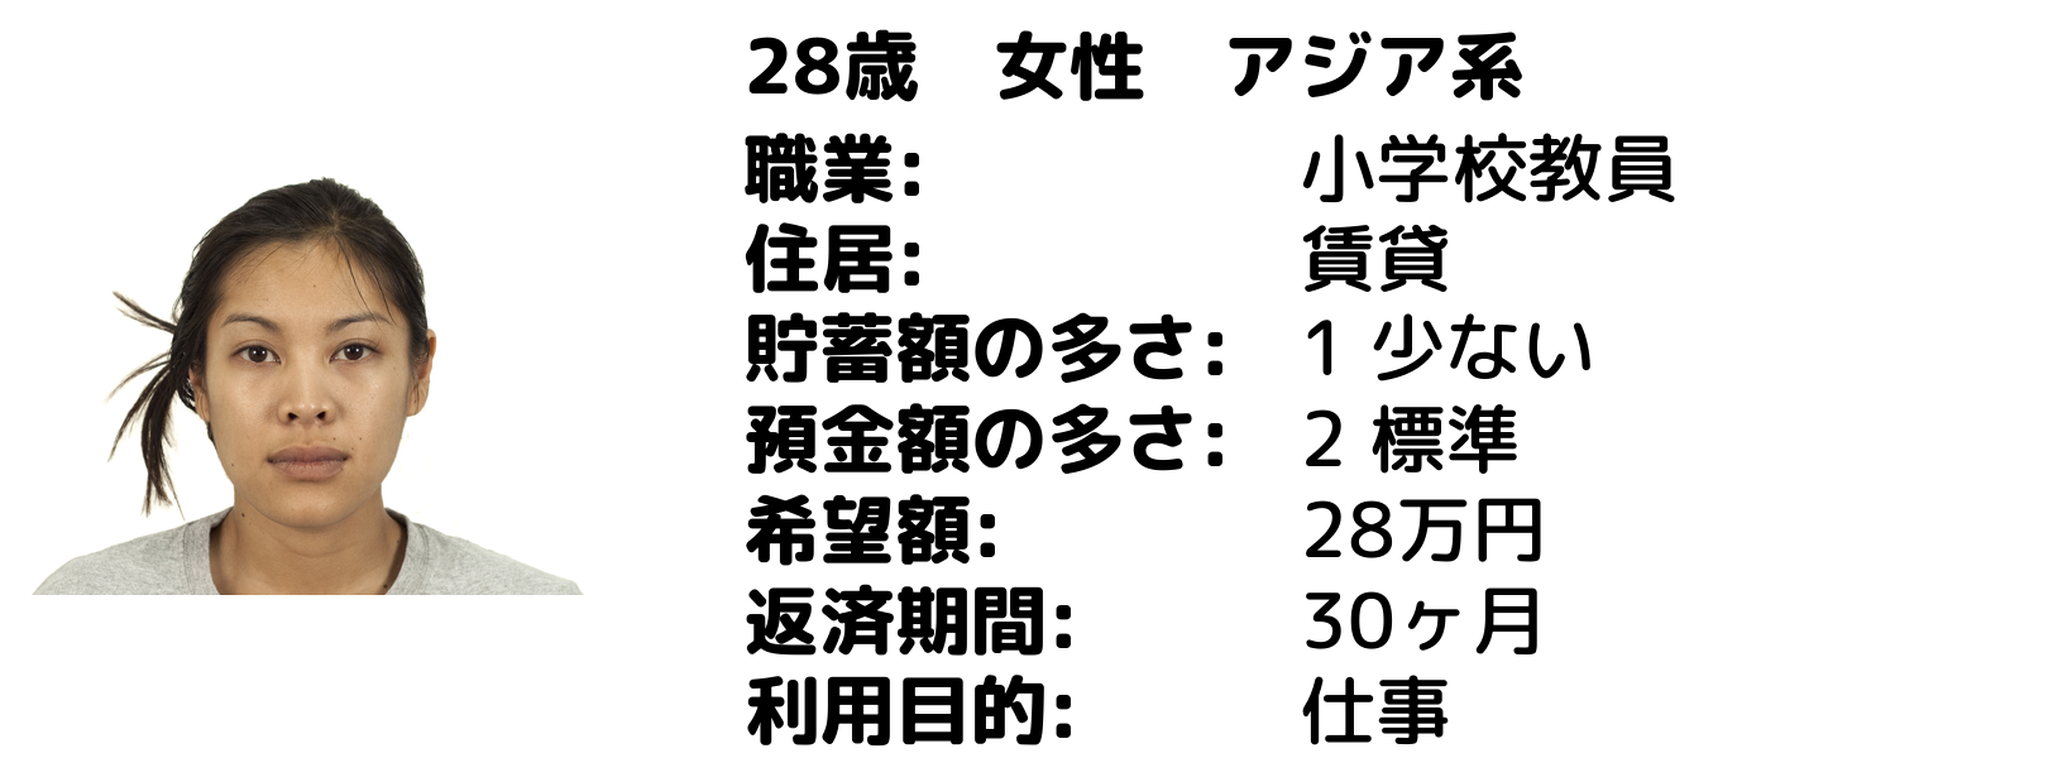 28歳　女性　アジア系
職業: 小学校教員
住居: 賃貸
貯蓄額の多さ: 1 少ない
預金額の多さ: 2 標準
希望額: 28万円
返済期間: 30ヶ月
利用目的: 仕事